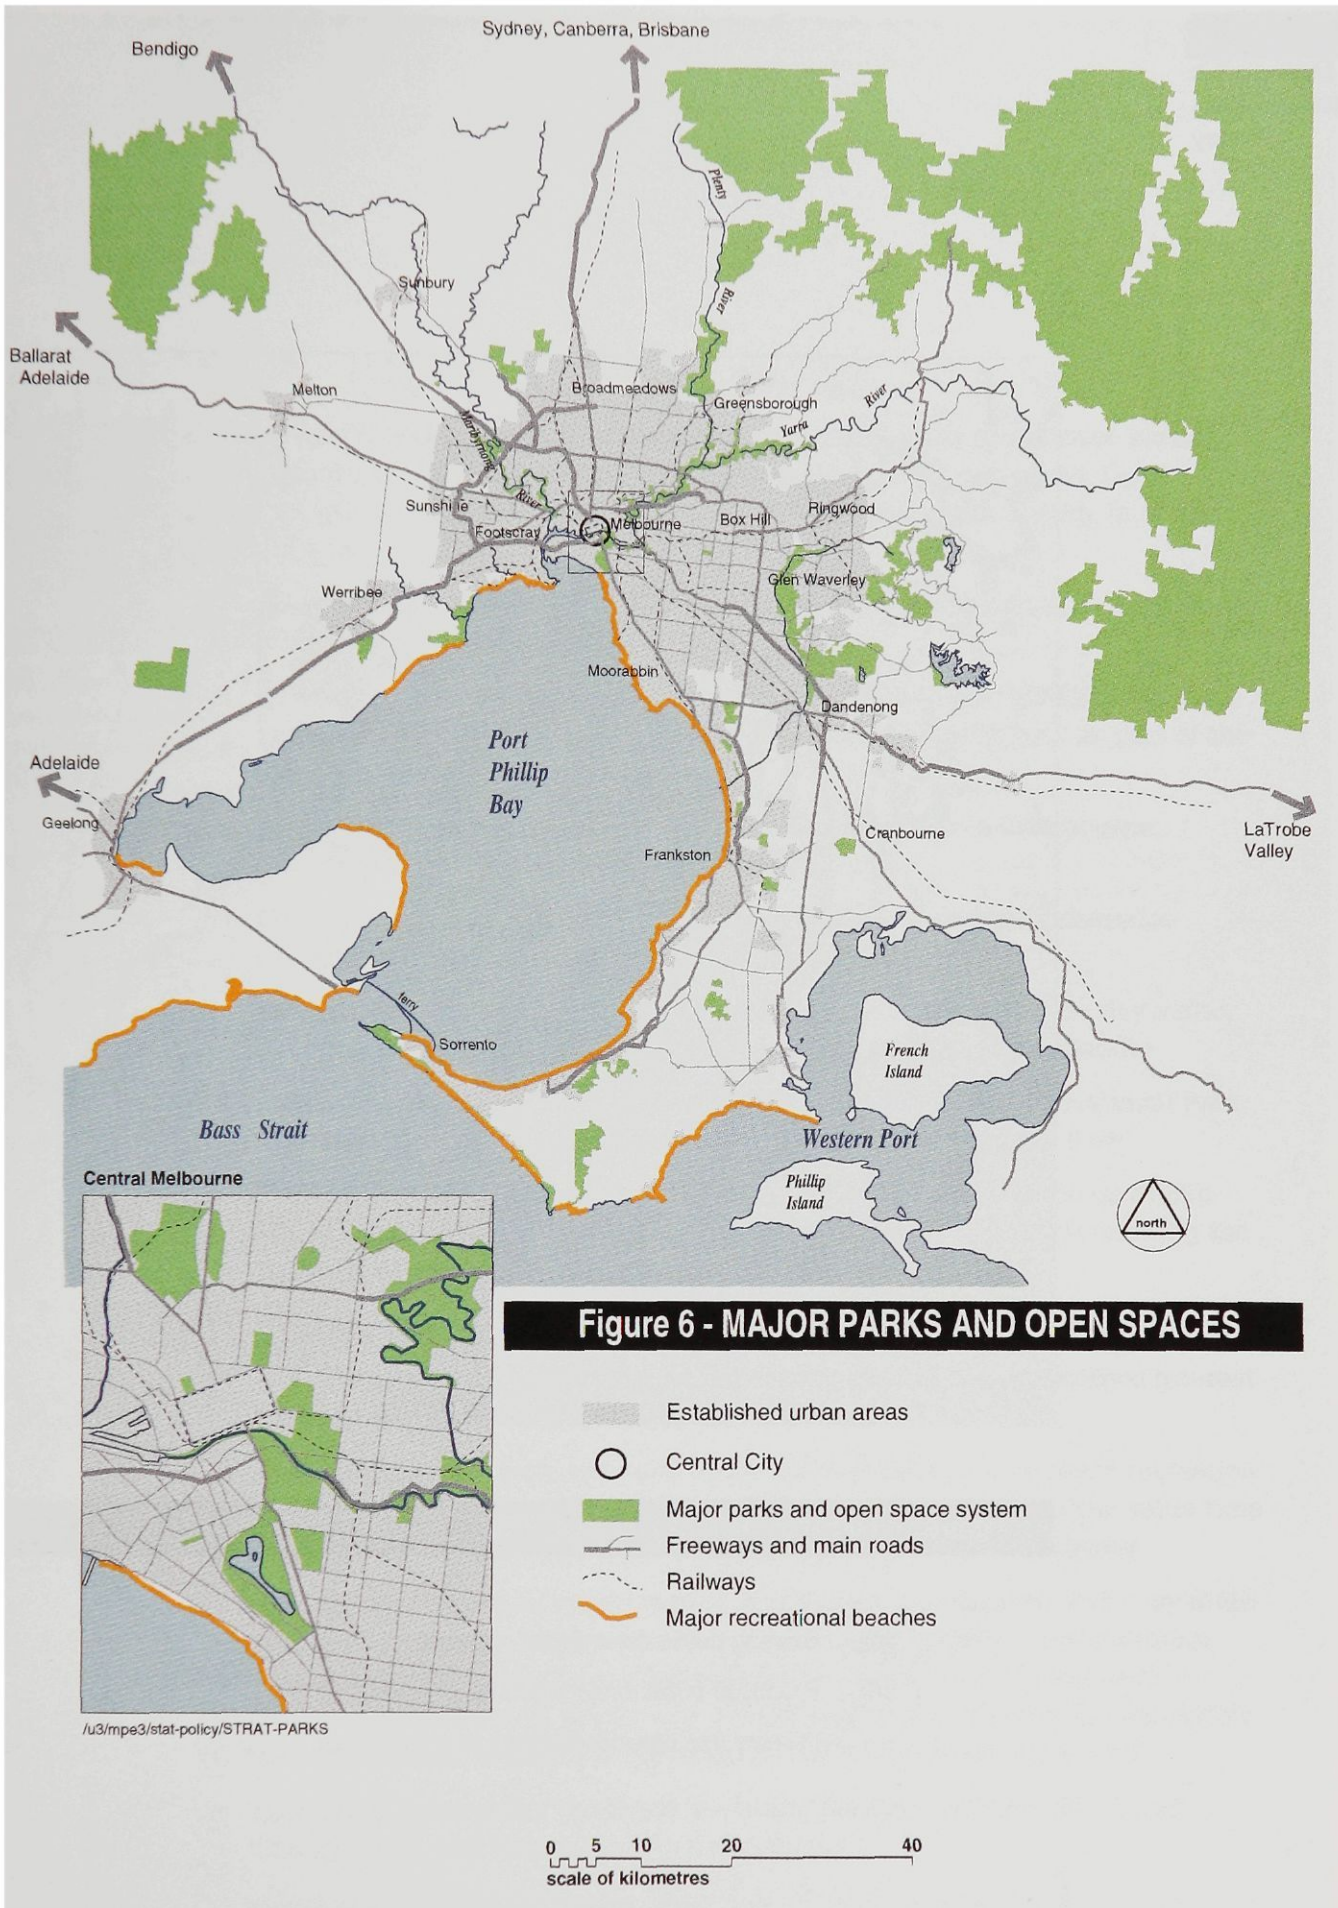 Sydney, Canberra, Brisbane
Bendigo
Plenty
River
Sunbury
Ballarat
Adelaide
Melton
Broadmeadows
Greensborough
River
Yarra
Maribyrnong
River
Sunshine
Footscray
Melbourne
Box Hill
Ringwood
Glen Waverley
Werribee
Moorabbin
Dandenong
Port
Phillip
Bay
Adelaide
Geelong
Cranbourne
LaTrobe
Valley
Frankston
ferry
Sorrento
French
Island
Bass Strait
Western Port
Phillip
Island
north
Central Melbourne
Figure 6 - MAJOR PARKS AND OPEN SPACES
Established urban areas
Central City
Major parks and open space system
Freeways and main roads
Railways
Major recreational beaches
/u3/mpe3/stat-policy/STRAT-PARKS
0 5 10 20 40
scale of kilometres